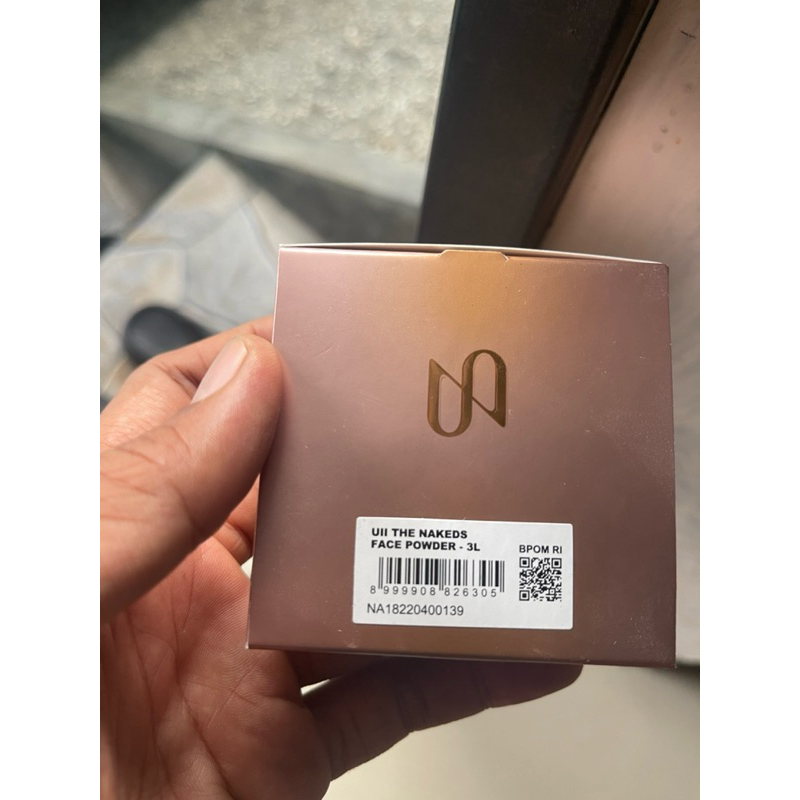 UII THE NAKEDS
FACE POWDER - 3L
BPOM RI
8 999908 826305
NA18220400139